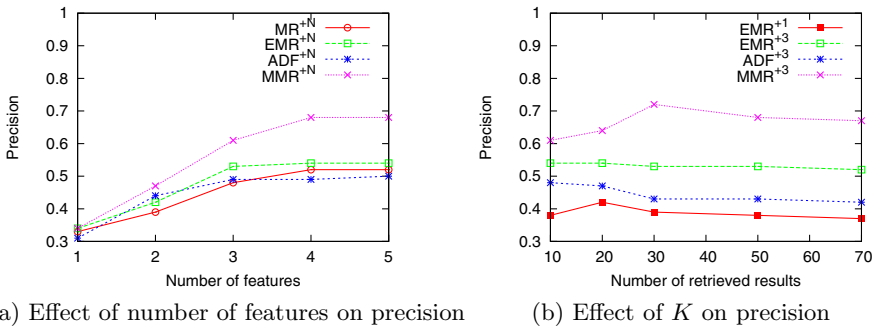 1
0.9
0.8
0.7
0.6
0.5
0.4
0.3
1 2 3 4 5
Precision
Number of features
MR+N
EMR+N
ADF+N
MMR+N
1
0.9
0.8
0.7
0.6
0.5
0.4
0.3
10 20 30 40 50 60 70
Precision
Number of retrieved results
EMR+1
EMR+3
ADF+3
MMR+3
a) Effect of number of features on precision
(b) Effect of K on precision